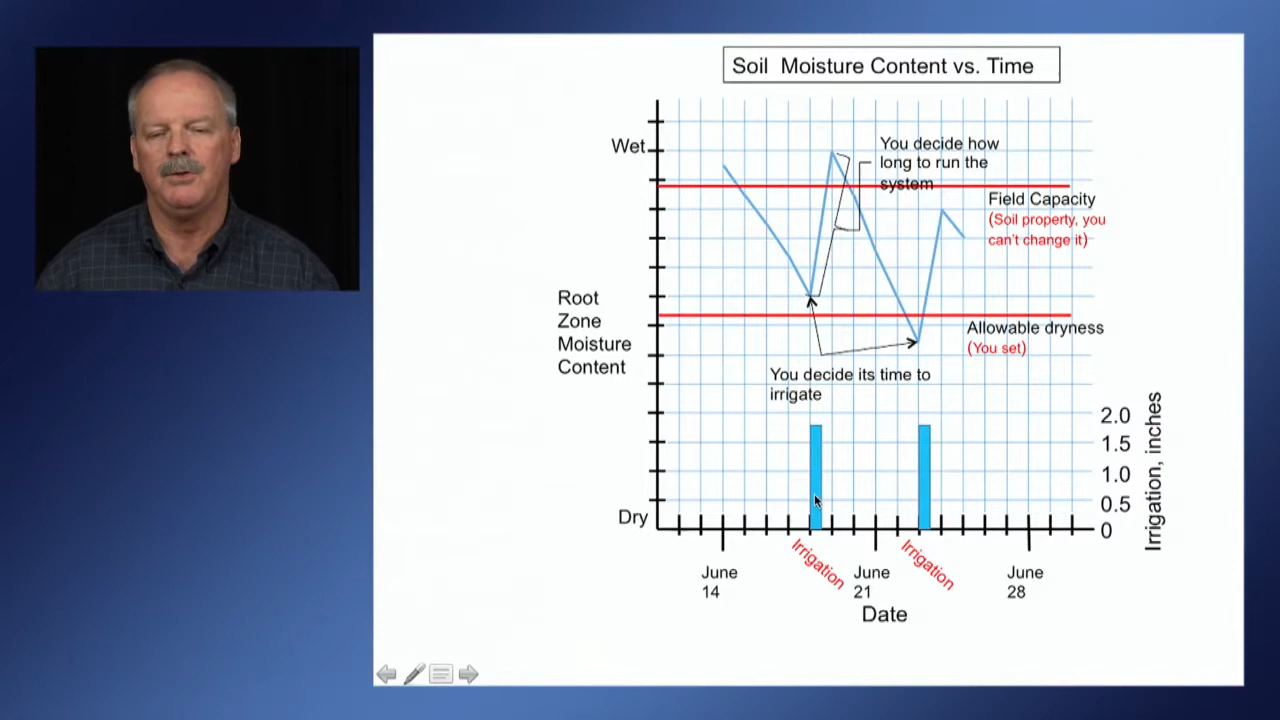 Soil Moisture Content vs. Time
Wet
You decide how
long to run the
system
Field Capacity
(Soil property, you
can't change it)
Root
Zone
Moisture
Content
Allowable dryness
(You set)
You decide its time to
irrigate
2.0
1.5
1.0
0.5
0
Irrigation, inches
Dry
Irrigation
Irrigation
June
14
June
21
June
28
Date